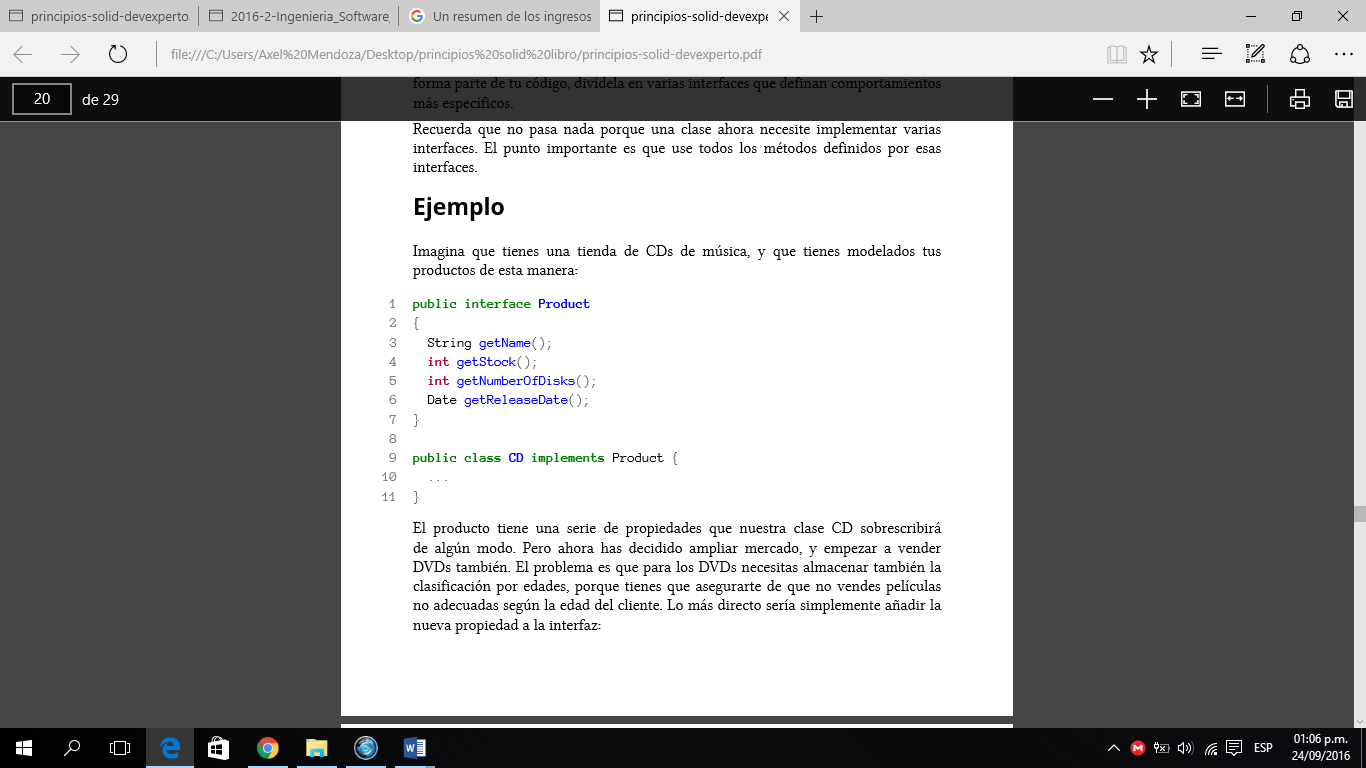 principios-solid-devexperto.
2016-2-Ingenieria_Software_
Un resumen de los ingresos
principios-solid-devexpe
file:///C:/Users/Axel%20Mendoza/Desktop/principios%20solid%20libro/principios-solid-devexperto.pdf
20 de 29
forma parte de tu código, divídela en varias interfaces que definan comportamientos
más específicos.
Recuerda que no pasa nada porque una clase ahora necesite implementar varias
interfaces. El punto importante es que use todos los métodos definidos por esas
interfaces.
Ejemplo
Imagina que tienes una tienda de CDs de música, y que tienes modelados tus
productos de esta manera:
1 public interface Product
2 {
3 String getName();
4 int getStock();
5 int getNumberOfDisks();
6 Date getReleaseDate();
7 }
8
9 public class CD implements Product {
10 ...
11 }
El producto tiene una serie de propiedades que nuestra clase CD sobrescribirá
de algún modo. Pero ahora has decidido ampliar mercado, y empezar a vender
DVDs también. El problema es que para los DVDs necesitas almacenar también la
clasificación por edades, porque tienes que asegurarte de que no vendes películas
no adecuadas según la edad del cliente. Lo más directo sería simplemente añadir la
nueva propiedad a la interfaz:
ESP
01:06 p.m.
24/09/2016